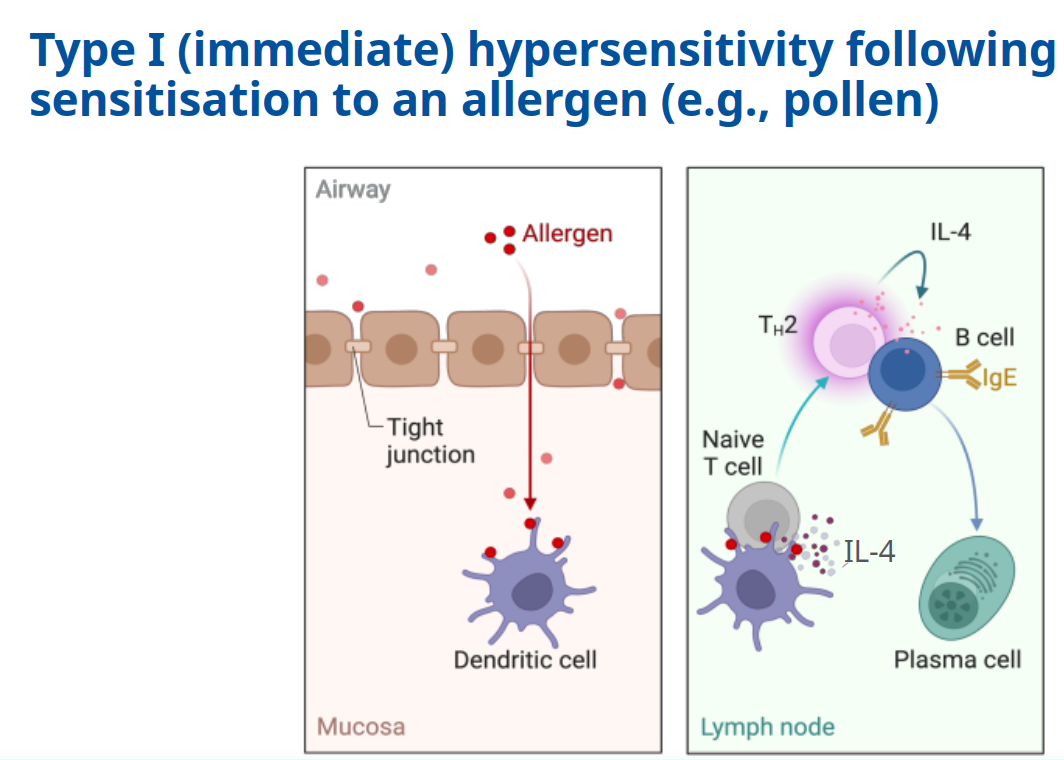 Type I (immediate) hypersensitivity following
sensitisation to an allergen (e.g., pollen)
Airway
Allergen
Tight
junction
Dendritic cell
Mucosa
IL-4
TH2
B cell
IgE
Naive
T cell
IL-4
Plasma cell
Lymph node